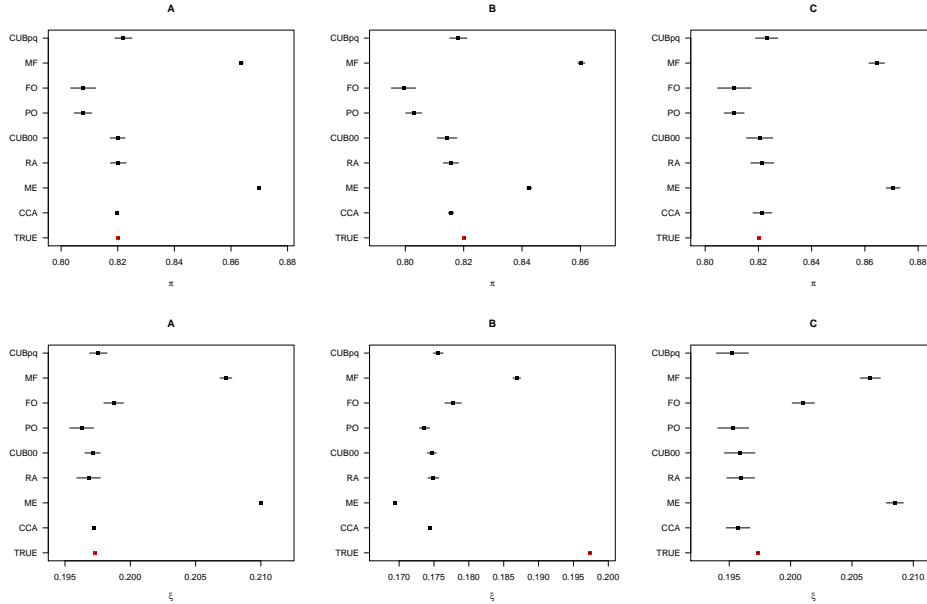 A
CUBpq
MF
FO
PO
CUB00
RA
ME
CCA
TRUE
0.80 0.82 0.84 0.86 0.88
π
B
CUBpq
MF
FO
PO
CUB00
RA
ME
CCA
TRUE
0.80 0.82 0.84 0.86
π
C
CUBpq
MF
FO
PO
CUB00
RA
ME
CCA
TRUE
0.80 0.82 0.84 0.86 0.88
π
A
CUBpq
MF
FO
PO
CUB00
RA
ME
CCA
TRUE
0.195 0.200 0.205 0.210
ξ
B
CUBpq
MF
FO
PO
CUB00
RA
ME
CCA
TRUE
0.170 0.175 0.180 0.185 0.190 0.195 0.200
ξ
C
CUBpq
MF
FO
PO
CUB00
RA
ME
CCA
TRUE
0.195 0.200 0.205 0.210
ξ